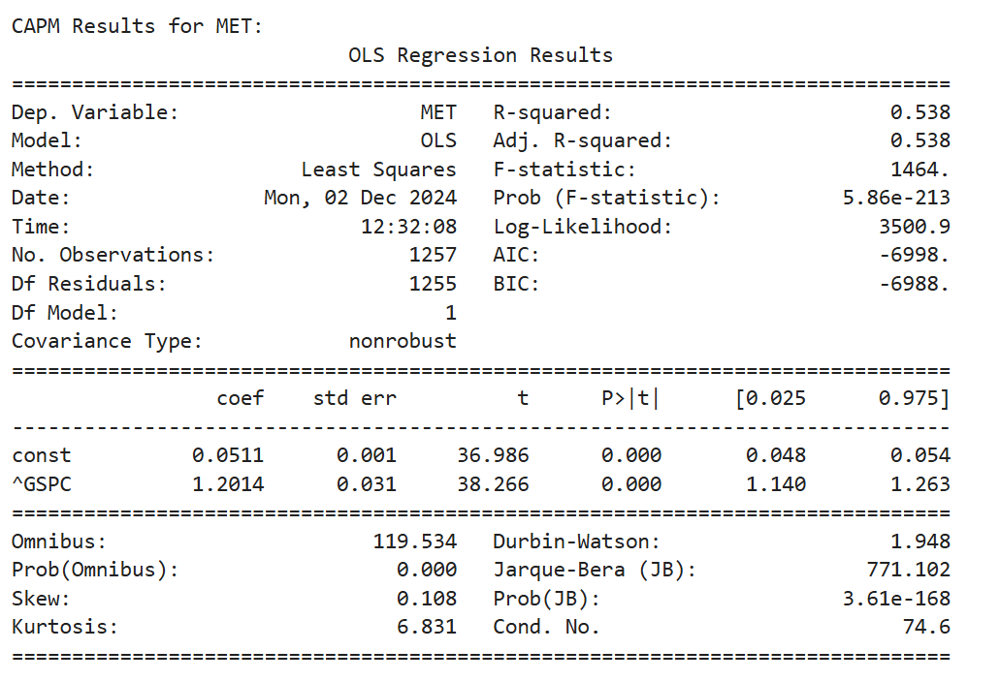 CAPM Results for MET:
OLS Regression Results
==============================================================================
Dep. Variable:                    MET   R-squared:                       0.538
Model:                            OLS   Adj. R-squared:                  0.538
Method:                 Least Squares   F-statistic:                     1464.
Date:                Mon, 02 Dec 2024   Prob (F-statistic):          5.86e-213
Time:                        12:32:08   Log-Likelihood:                 3500.9
No. Observations:                1257   AIC:                            -6998.
Df Residuals:                    1255   BIC:                            -6988.
Df Model:                           1
Covariance Type:            nonrobust
==============================================================================
                 coef    std err          t      P>|t|      [0.025      0.975]
------------------------------------------------------------------------------
const          0.0511      0.001     36.986      0.000       0.048       0.054
^GSPC          1.2014      0.031     38.266      0.000       1.140       1.263
==============================================================================
Omnibus:                      119.534   Durbin-Watson:                   1.948
Prob(Omnibus):                  0.000   Jarque-Bera (JB):              771.102
Skew:                           0.108   Prob(JB):                    3.61e-168
Kurtosis:                       6.831   Cond. No.                         74.6
==============================================================================